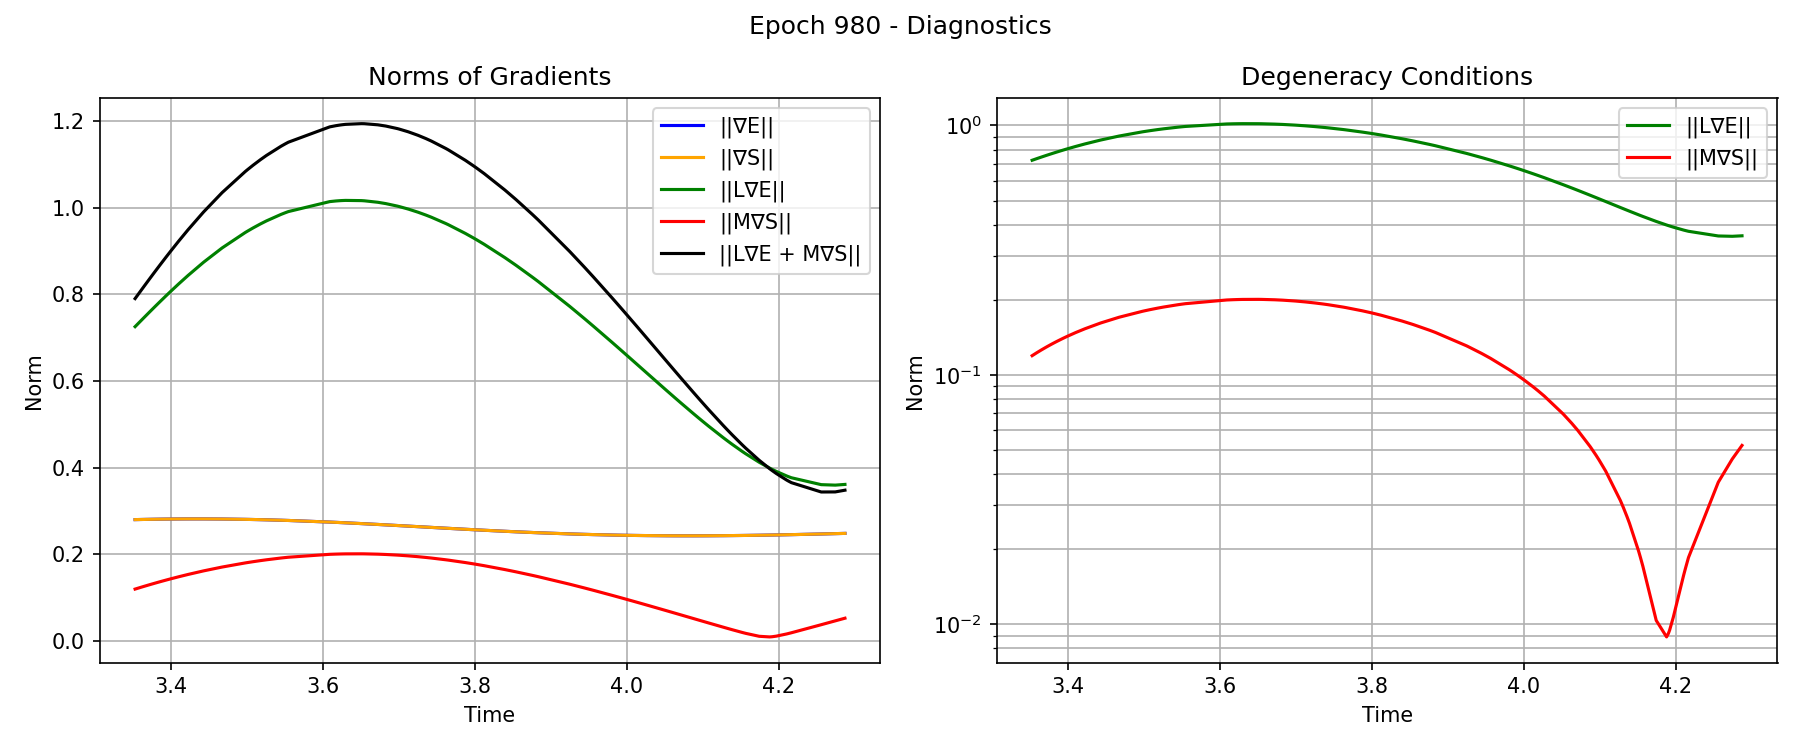 Epoch 980 - Diagnostics
Norms of Gradients
1.2
1.0
0.8
0.6
0.4
0.2
0.0
Norm
3.4
3.6
3.8
4.0
4.2
Time
||∇E||
||∇S||
||L∇E||
||M∇S||
||L∇E + M∇S||
Degeneracy Conditions
10⁰
10⁻¹
10⁻²
Norm
3.4
3.6
3.8
4.0
4.2
Time
||L∇E||
||M∇S||